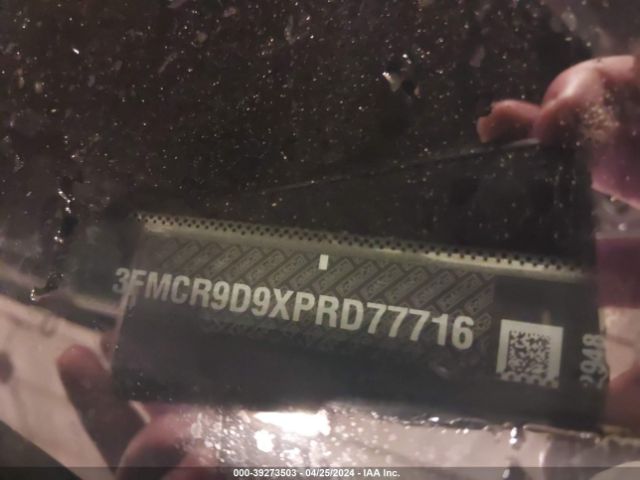 3FMCR9D9XPRD77716
2948
000-39273503 - 04/25/2024 - IAA Inc.